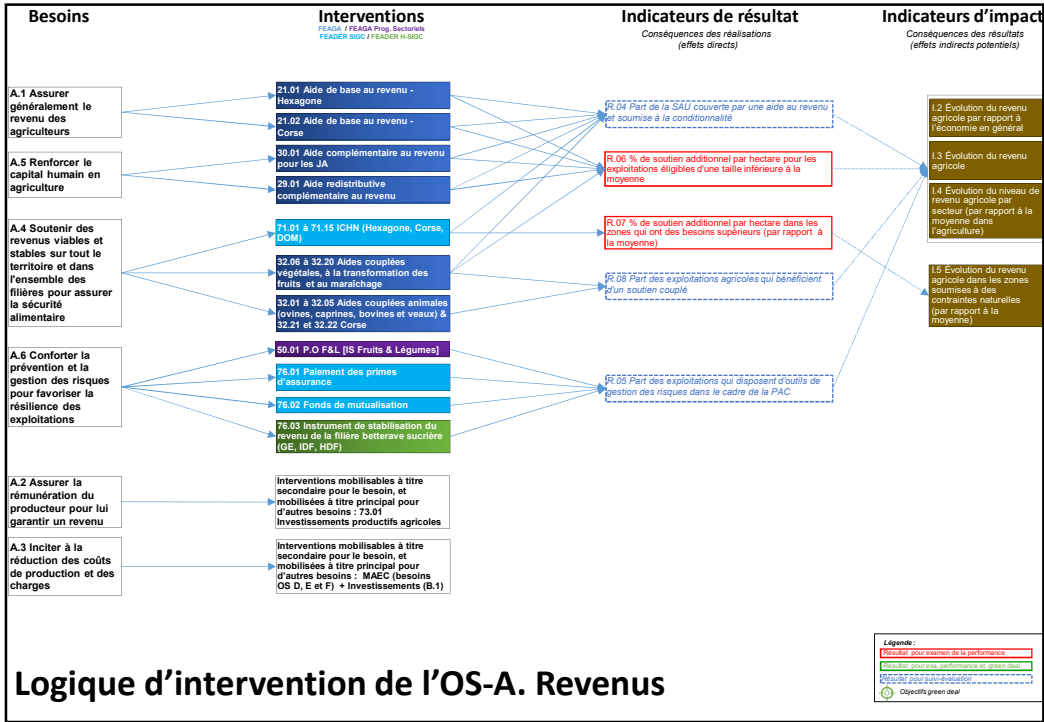 Besoins
Interventions
FEAGA / FEAGA Prog. Sectoriels
FEADER SIGC / FEADER H-SIGC
Indicateurs de résultat
Conséquences des réalisations
(effets directs)
Indicateurs d'impact
Conséquences des résultats
(effets indirects potentiels)
A.1 Assurer
généralement le
revenu des
agriculteurs
A.5 Renforcer le
capital humain en
agriculture
A.4 Soutenir des
revenus viables et
stables sur tout le
territoire et dans
l'ensemble des
filières pour assurer
la sécurité
alimentaire
A.6 Conforter la
prévention et la
gestion des risques
pour favoriser la
résilience des
exploitations
A.2 Assurer la
rémunération du
producteur pour lui
garantir un revenu
A.3 Inciter à la
réduction des coûts
de production et des
charges
21.01 Aide de base au revenu -
Hexagone
21.02 Aide de base au revenu -
Corse
30.01 Aide complémentaire au revenu
pour les JA
29.01 Aide redistributive
complémentaire au revenu
71.01 à 71.15 ICHN (Hexagone, Corse,
DOM)
32.06 à 32.20 Aides couplées
végétales, à la transformation des
fruits et au maraîchage
32.01 à 32.05 Aides couplées animales
(ovines, caprines, bovines et veaux) &
32.21 et 32.22 Corse
50.01 P.O F&L [IS Fruits & Légumes]
76.01 Paiement des primes
d'assurance
76.02 Fonds de mutualisation
76.03 Instrument de stabilisation du
revenu de la filière betterave sucrière
(GE, IDF, HDF)
Interventions mobilisables à titre
secondaire pour le besoin, et
mobilisées à titre principal pour
d'autres besoins : 73.01
Investissements productifs agricoles
Interventions mobilisables à titre
secondaire pour le besoin, et
mobilisées à titre principal pour
d'autres besoins : MAEC (besoins
OS D, E et F) + Investissements (B.1)
R.04 Part de la SAU couverte par une aide au revenu
et soumise à la conditionnalité
R.06 % de soutien additionel par hectare pour les
exploitations éligibles d'une taille inférieure à la
moyenne
R.07 % de soutien additionel par hectare dans les
zones qui ont des besoins supérieurs (par rapport à
la moyenne)
R.08 Part des exploitations agricoles qui bénéficient
d'un soutien couplé
R.05 Part des exploitations qui disposent d'outils de
gestion des risques dans le cadre de la PAC
I.2 Évolution du revenu
agricole par rapport à
l'économie en général
I.3 Évolution du revenu
agricole
I.4 Évolution du niveau de
revenu agricole par
secteur (par rapport à la
moyenne dans
l'agriculture)
I.5 Évolution du revenu
agricole dans les zones
soumises à des
contraintes naturelles
(par rapport à la
moyenne)
Légende :
Résultat pour examen de la performance
Résultat pour exa. performance et green deal
Résultat pour suivi-évaluation
Objectifs green deal
Logique d'intervention de l'OS-A. Revenus